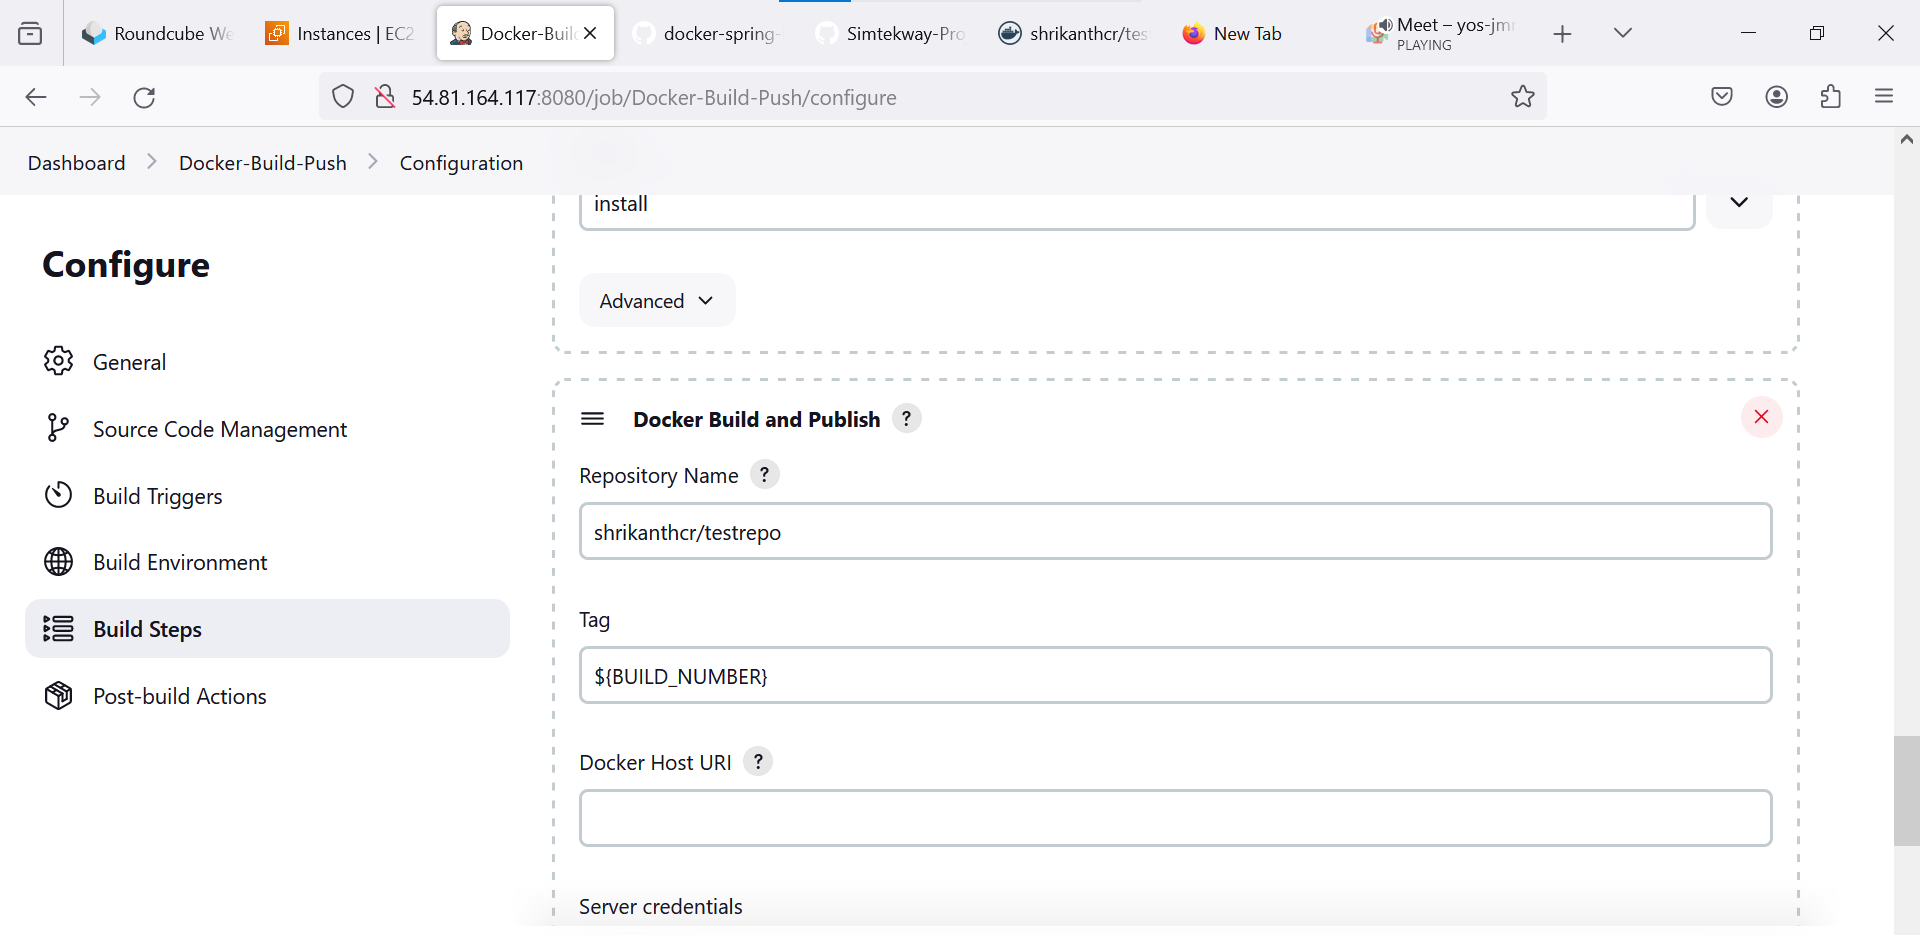 Roundcube We
Instances | EC2
Docker-Buil
docker-spring-
Simtekway-Pro
shrikanthcr/tes
New Tab
Meet – yos-jm
PLAYING
54.81.164.117:8080/job/Docker-Build-Push/configure
Dashboard
Docker-Build-Push
Configuration
install
Configure
Advanced
General
Source Code Management
Build Triggers
Build Environment
Build Steps
Post-build Actions
Docker Build and Publish ?
Repository Name ?
shrikanthcr/testrepo
Tag
${BUILD_NUMBER}
Docker Host URI ?
Server credentials